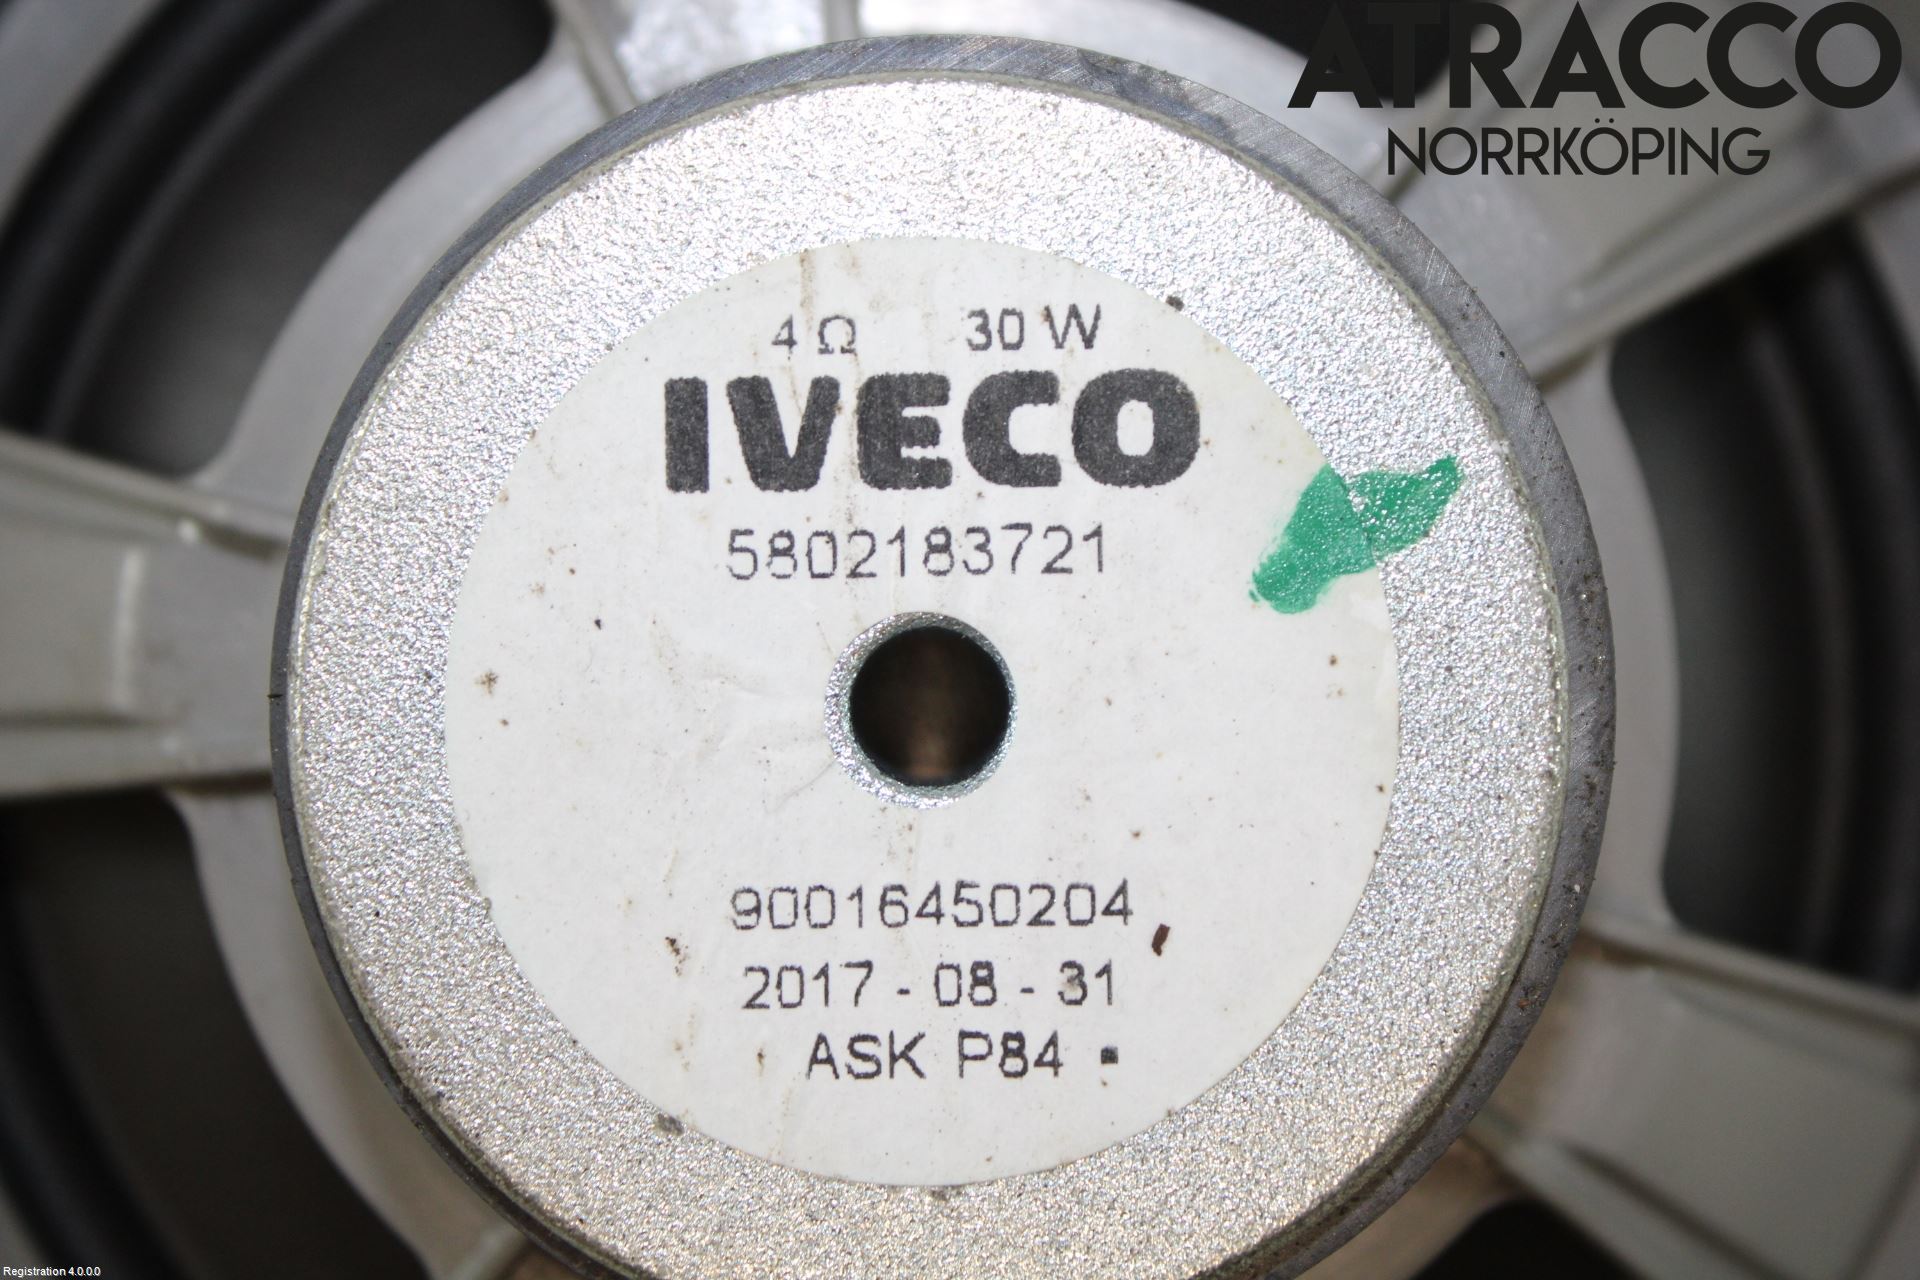 ATRACCO
NORRKÖPING
4 Ω 30 W
IVECO
5802183721
90016450204
2017 - 08 - 31
ASK P84
Registration 4.0.0.0